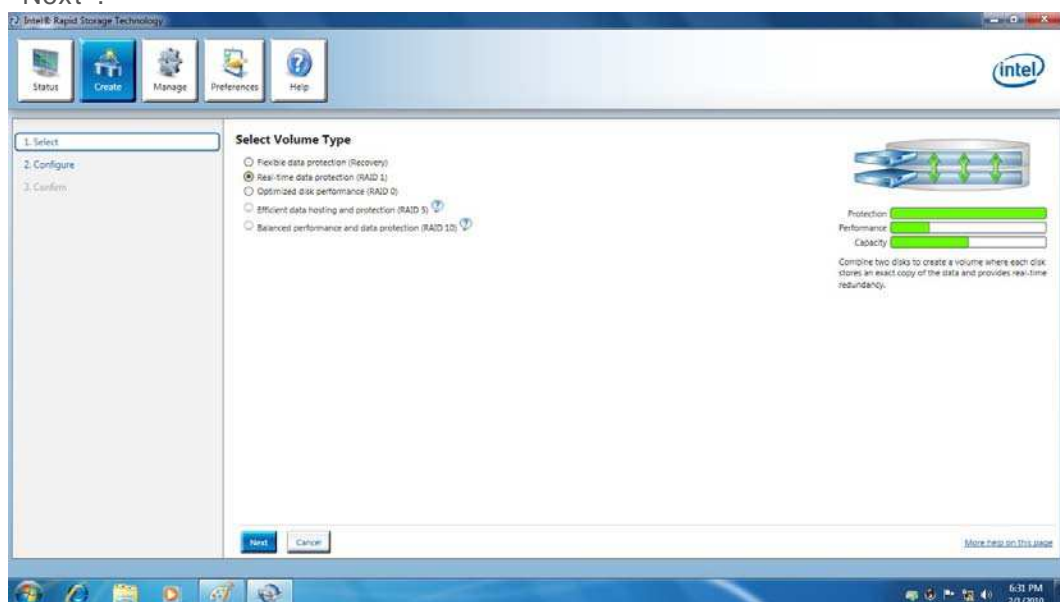 "Next".
Intel® Rapid Storage Technology
Status
Create
Manage
Preferences
Help
intel
1. Select
2. Configure
3. Confirm
Select Volume Type
Flexible data protection (Recovery)
Real-time data protection (RAID 1)
Optimized disk performance (RAID 0)
Efficient data hosting and protection (RAID 5)
Balanced performance and data protection (RAID 10)
Protection
Performance
Capacity
Combine two disks to create a volume where each disk
stores an exact copy of the data and provides real-time
redundancy.
Next
Cancel
More help on this page
6:31 PM
2/1/2010